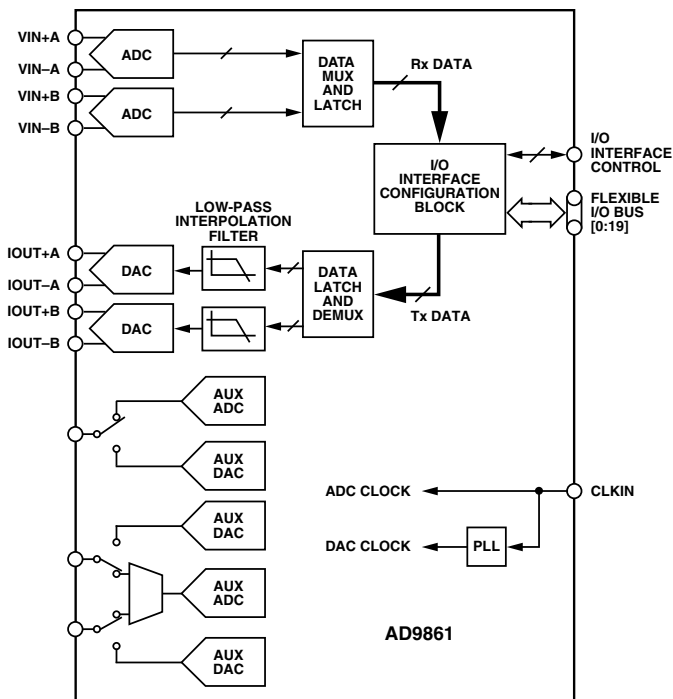 VIN+A
VIN–A
VIN+B
VIN–B
ADC
ADC
DATA
MUX
AND
LATCH
Rx DATA
I/O
INTERFACE
CONFIGURATION
BLOCK
I/O
INTERFACE
CONTROL
FLEXIBLE
I/O BUS
[0:19]
LOW-PASS
INTERPOLATION
FILTER
IOUT+A
IOUT–A
IOUT+B
IOUT–B
DAC
DAC
DATA
LATCH
AND
DEMUX
Tx DATA
AUX
ADC
AUX
DAC
AUX
DAC
AUX
ADC
AUX
DAC
ADC CLOCK
CLKIN
DAC CLOCK
PLL
AD9861